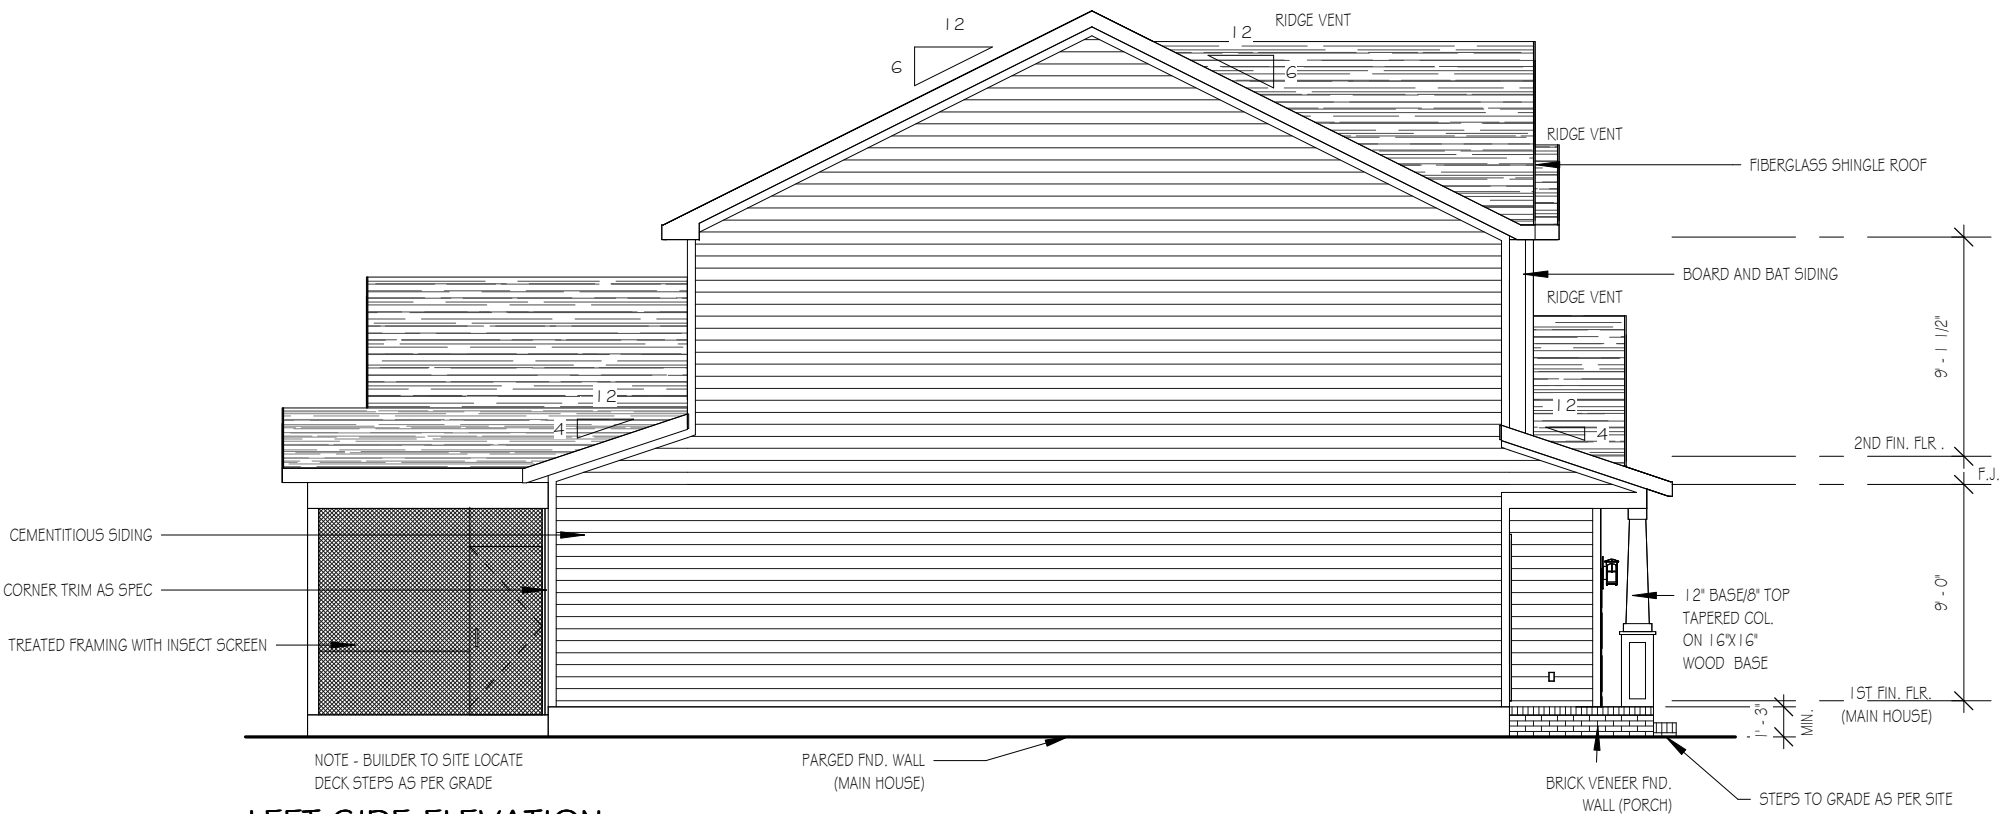 12
6
RIDGE VENT
12
6
RIDGE VENT
FIBERGLASS SHINGLE ROOF
BOARD AND BAT SIDING
RIDGE VENT
9' - 1 1/2"
12
4
12
4
2ND FIN. FLR .
F.J.
CEMENTITIOUS SIDING
CORNER TRIM AS SPEC
TREATED FRAMING WITH INSECT SCREEN
12" BASE/8" TOP
TAPERED COL.
ON 16"X16"
WOOD BASE
9' - 0"
1ST FIN. FLR.
(MAIN HOUSE)
1' - 3"
MIN.
NOTE - BUILDER TO SITE LOCATE
DECK STEPS AS PER GRADE
PARGED FND. WALL
(MAIN HOUSE)
BRICK VENEER FND.
WALL (PORCH)
STEPS TO GRADE AS PER SITE
LEFT SIDE ELEVATION